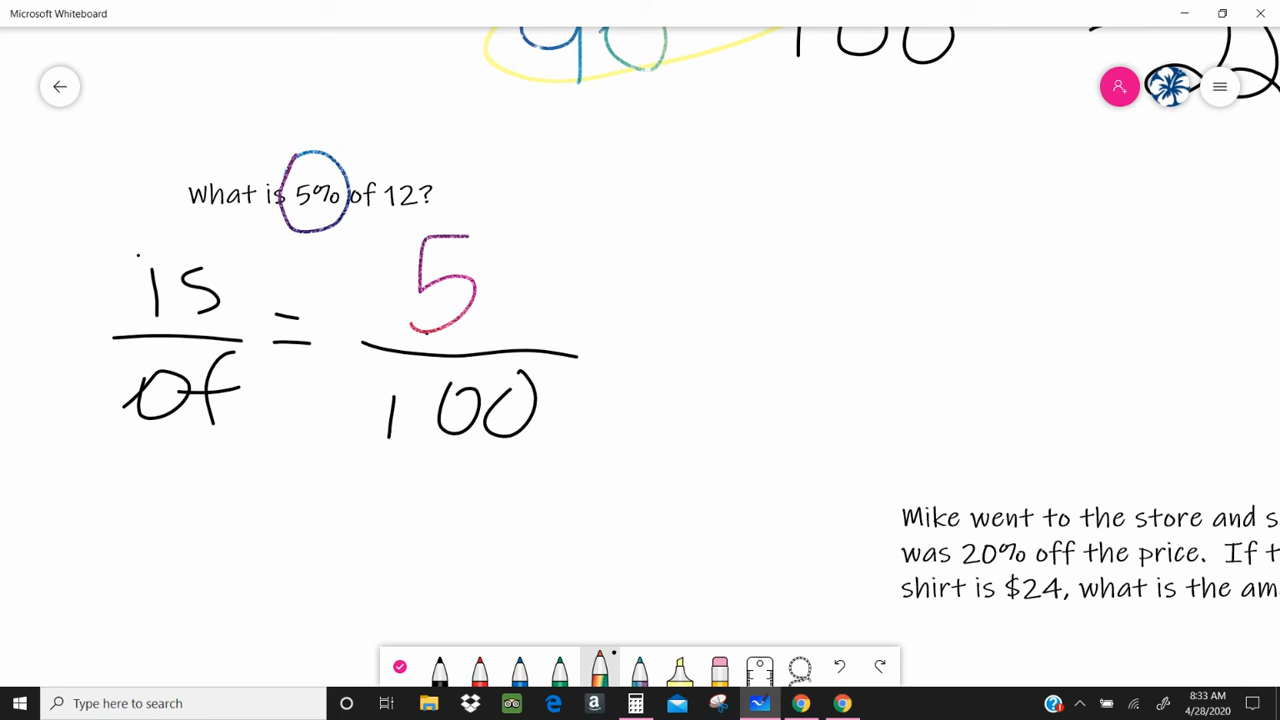 Microsoft Whiteboard
100
What is 5% of 12?
is = 5
of 100
Mike went to the store and s
was 20% off the price. If t
shirt is $24, what is the am
Type here to search
8:33 AM
4/28/2020